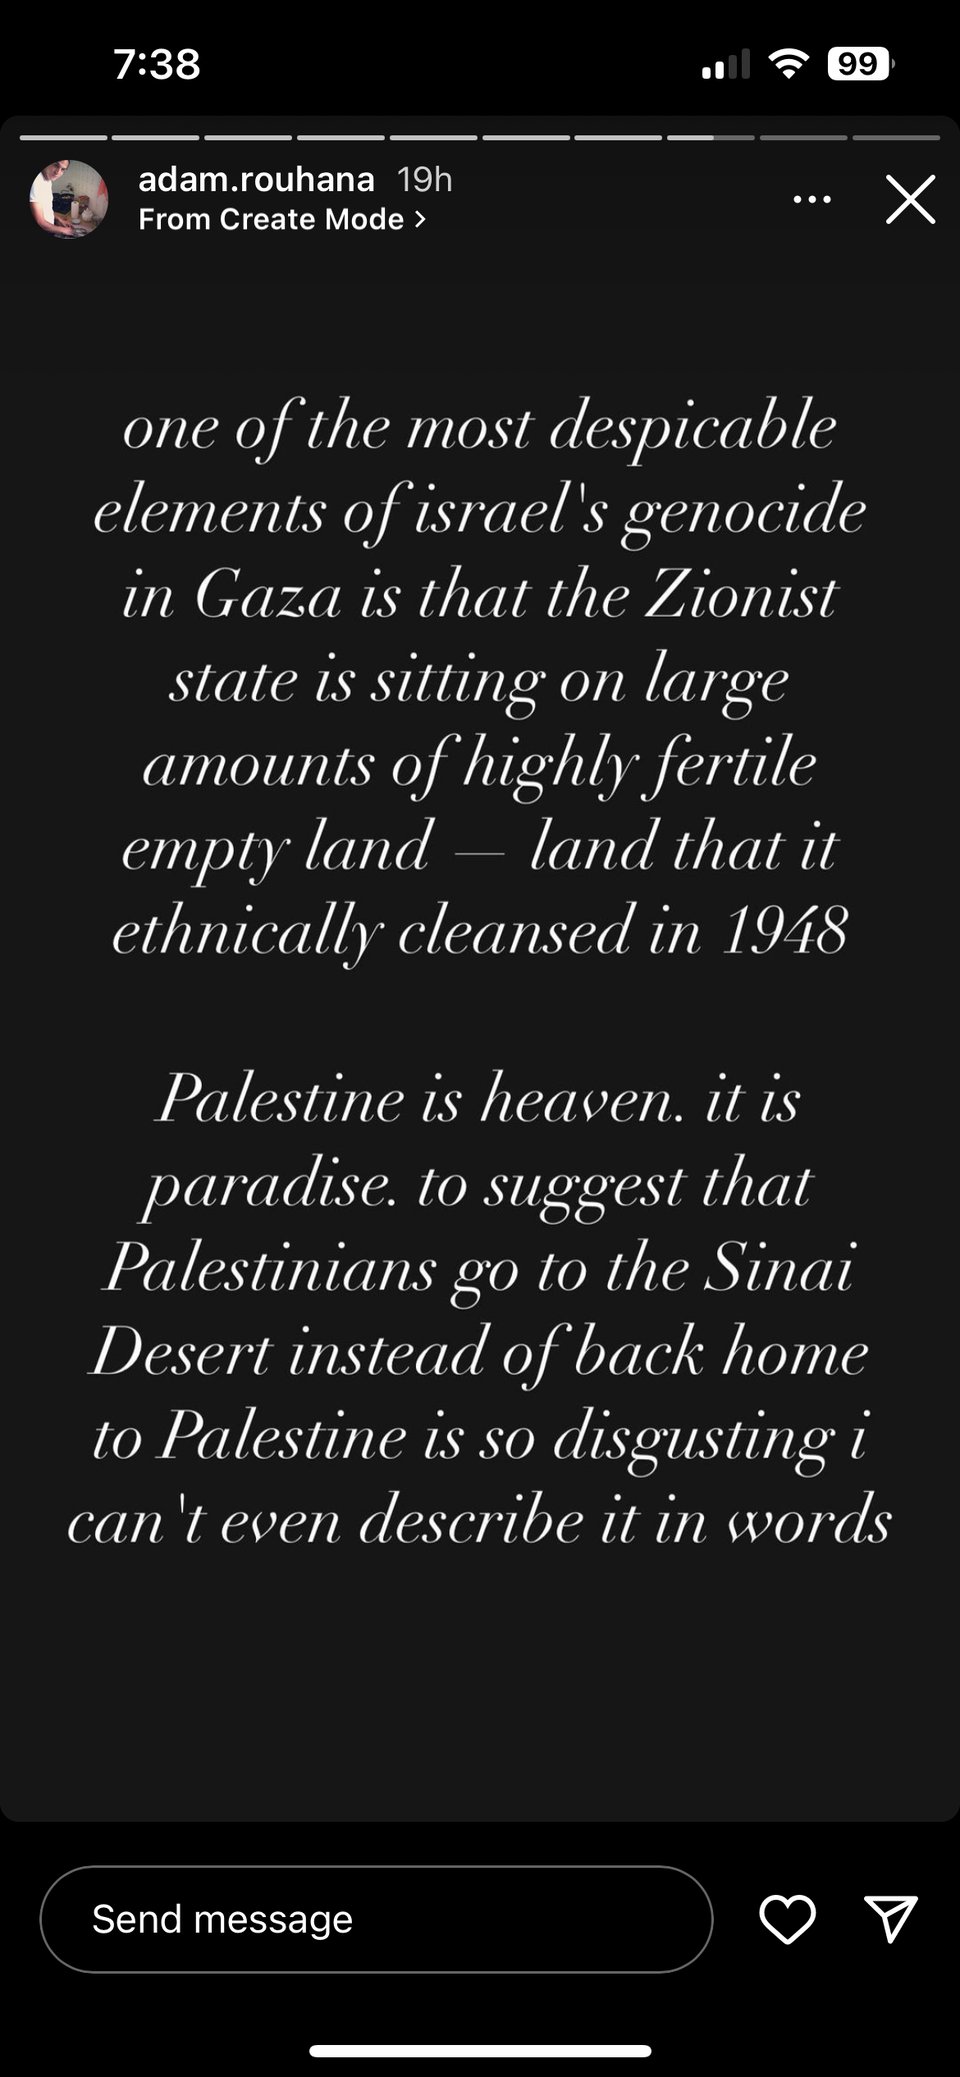 7:38
99
adam.rouhana 19h
From Create Mode >
one of the most despicable
elements of israel's genocide
in Gaza is that the Zionist
state is sitting on large
amounts of highly fertile
empty land — land that it
ethnically cleansed in 1948
Palestine is heaven. it is
paradise. to suggest that
Palestinians go to the Sinai
Desert instead of back home
to Palestine is so disgusting i
can't even describe it in words
Send message